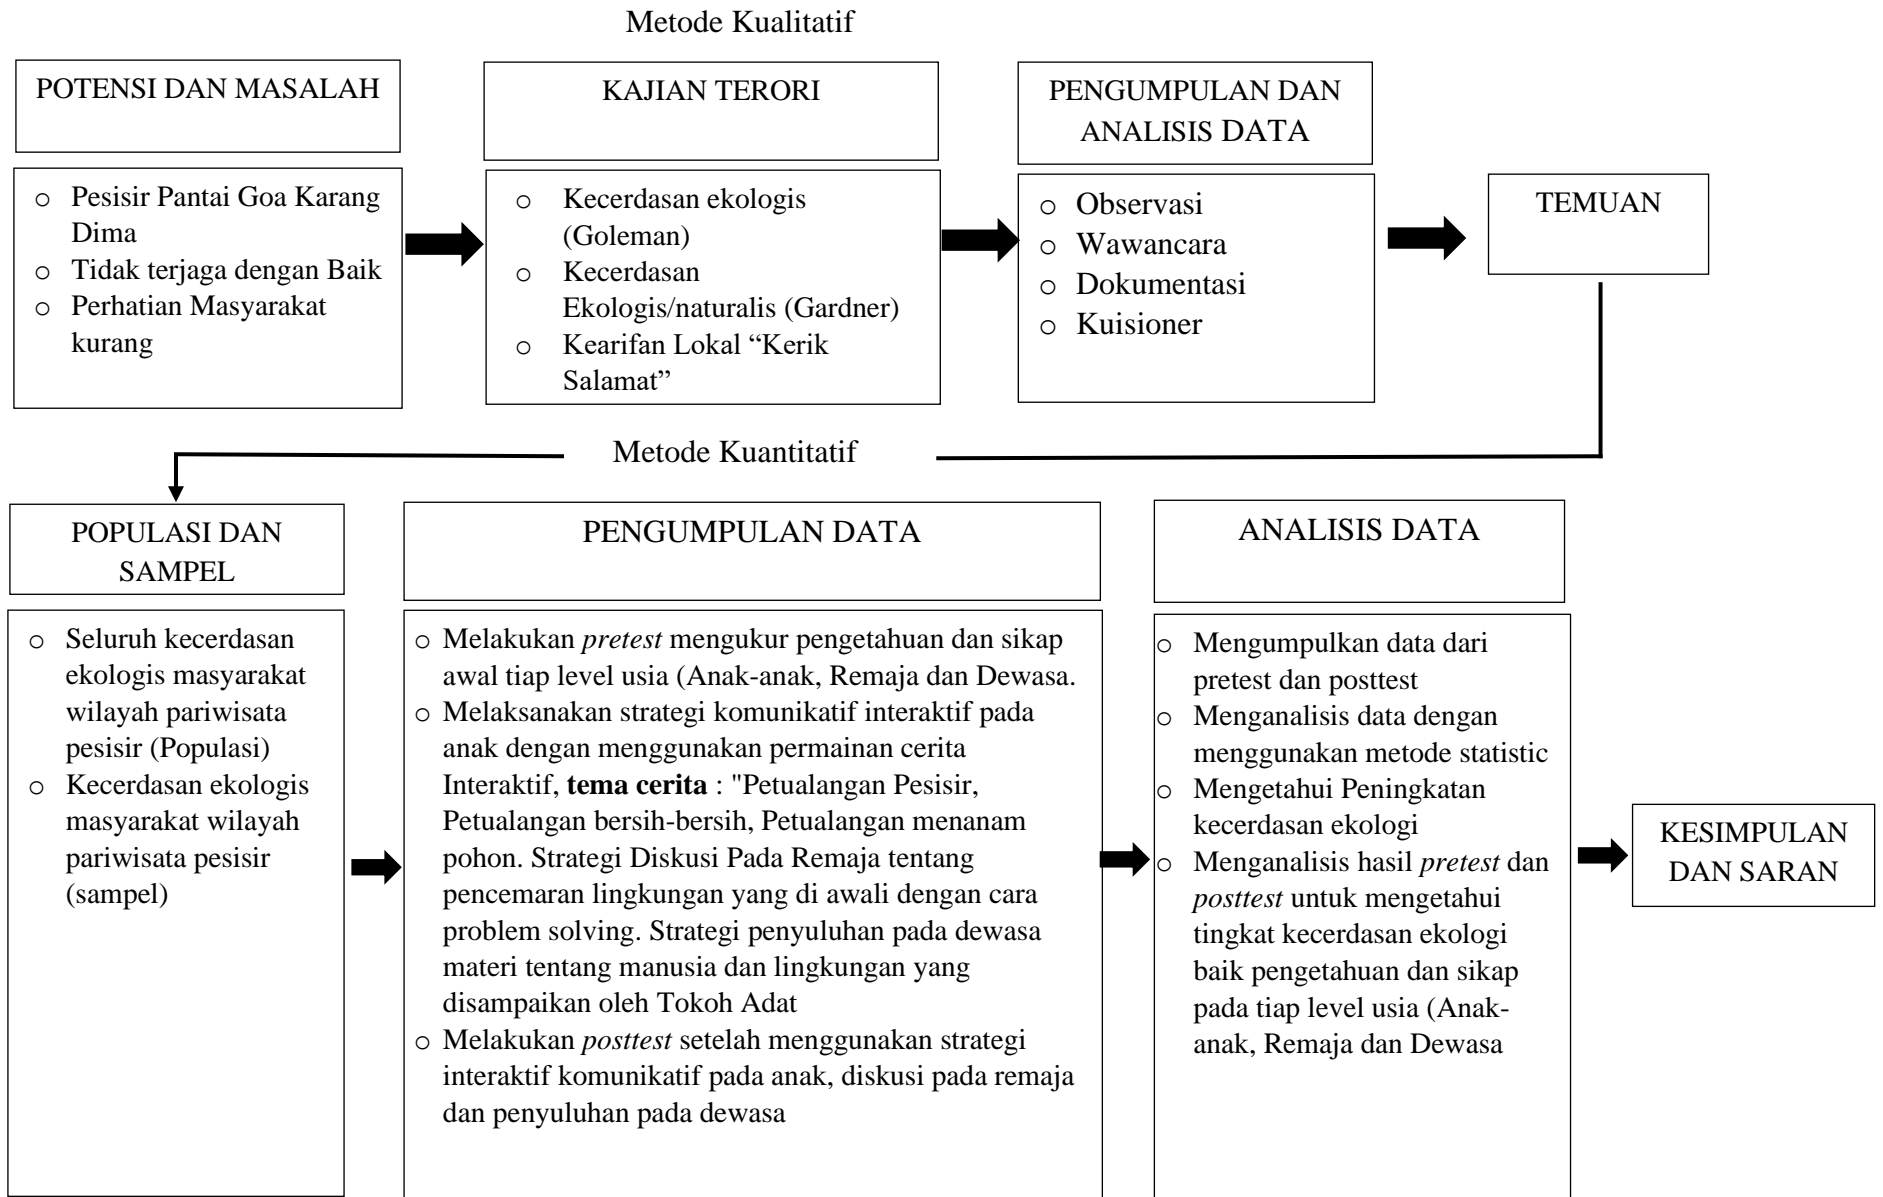 Metode Kualitatif
POTENSI DAN MASALAH
○ Pesisir Pantai Goa Karang
Dima
○ Tidak terjaga dengan Baik
○ Perhatian Masyarakat
kurang
KAJIAN TERORI
○ Kecerdasan ekologis
(Goleman)
○ Kecerdasan
Ekologis/naturalis (Gardner)
○ Kearifan Lokal “Kerik
Salamat”
PENGUMPULAN DAN
ANALISIS DATA
○ Observasi
○ Wawancara
○ Dokumentasi
○ Kuisioner
TEMUAN
Metode Kuantitatif
POPULASI DAN
SAMPEL
○ Seluruh kecerdasan
ekologis masyarakat
wilayah pariwisata
pesisir (Populasi)
○ Kecerdasan ekologis
masyarakat wilayah
pariwisata pesisir
(sampel)
PENGUMPULAN DATA
○ Melakukan pretest mengukur pengetahuan dan sikap
awal tiap level usia (Anak-anak, Remaja dan Dewasa.
○ Melaksanakan strategi komunikatif interaktif pada
anak dengan menggunakan permainan cerita
Interaktif, tema cerita : "Petualangan Pesisir,
Petualangan bersih-bersih, Petualangan menanam
pohon. Strategi Diskusi Pada Remaja tentang
pencemaran lingkungan yang di awali dengan cara
problem solving. Strategi penyuluhan pada dewasa
materi tentang manusia dan lingkungan yang
disampaikan oleh Tokoh Adat
○ Melakukan posttest setelah menggunakan strategi
interaktif komunikatif pada anak, diskusi pada remaja
dan penyuluhan pada dewasa
ANALISIS DATA
○ Mengumpulkan data dari
pretest dan posttest
○ Menganalisis data dengan
menggunakan metode statistic
○ Mengetahui Peningkatan
kecerdasan ekologi
○ Menganalisis hasil pretest dan
posttest untuk mengetahui
tingkat kecerdasan ekologi
baik pengetahuan dan sikap
pada tiap level usia (Anak-
anak, Remaja dan Dewasa
KESIMPULAN
DAN SARAN